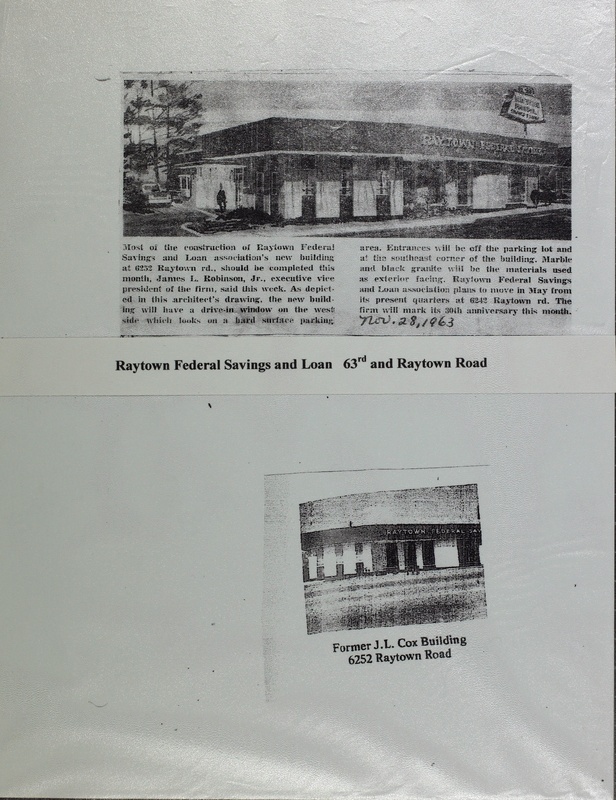 RAYTOWN FEDERAL
Most of the construction of Raytown Federal
Savings and Loan association's new building
at 6252 Raytown rd., should be completed this
month, James L. Robinson, Jr., executive vice
president of the firm, said this week. As depict-
ed in this architect's drawing, the new build-
ing will have a drive-in window on the west
side which looks on a hard surface parking
area. Entrances will be off the parking lot and
at the southeast corner of the building. Marble
and black granite will be the materials used
as exterior facing. Raytown Federal Savings
and Loan association plans to move in May from
its present quarters at 6242 Raytown rd. The
firm will mark its 30th anniversary this month.
Nov. 28, 1963
Raytown Federal Savings and Loan 63rd and Raytown Road
RAYTOWN FEDERAL SAV
Former J.L. Cox Building
6252 Raytown Road